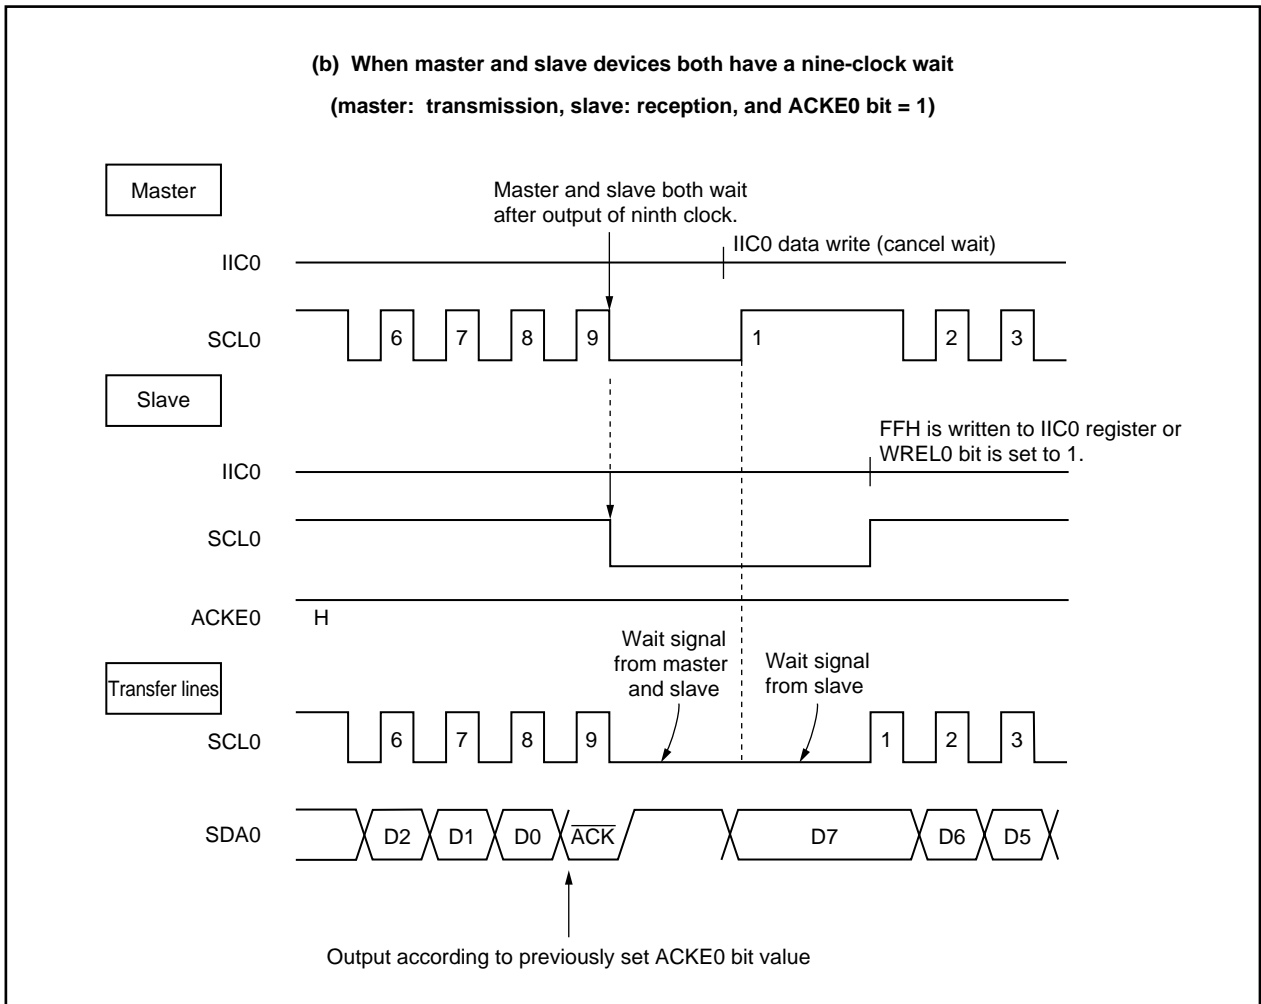 (b) When master and slave devices both have a nine-clock wait
(master: transmission, slave: reception, and ACKE0 bit = 1)
Master
Master and slave both wait
after output of ninth clock.
IIC0 data write (cancel wait)
IIC0
SCL0
6 7 8 9 1 2 3
Slave
FFH is written to IIC0 register or
WREL0 bit is set to 1.
IIC0
SCL0
ACKE0 H
Wait signal
from master
and slave
Wait signal
from slave
Transfer lines
SCL0
6 7 8 9 1 2 3
SDA0 D2 D1 D0 A̅C̅K̅ D7 D6 D5
Output according to previously set ACKE0 bit value